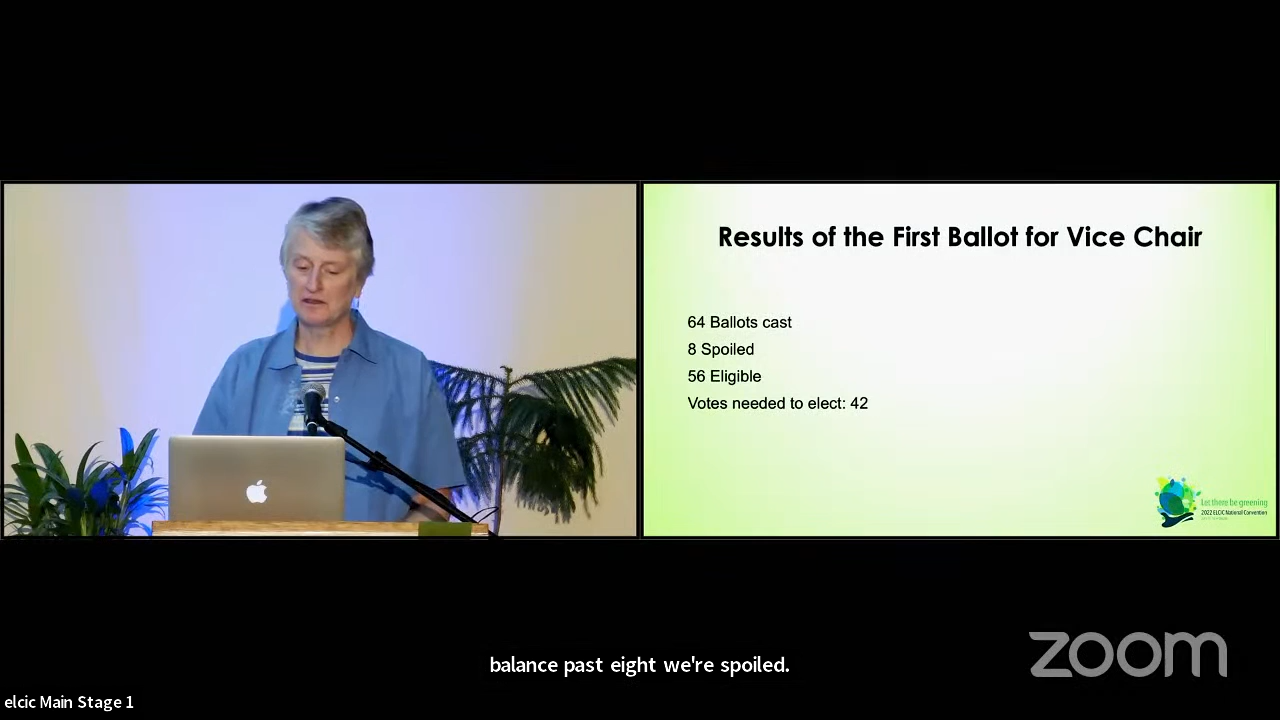 Results of the First Ballot for Vice Chair
64 Ballots cast
8 Spoiled
56 Eligible
Votes needed to elect: 42
Let there be greening
2022 ELCIC National Convention
balance past eight we're spoiled.
zoom
elcic Main Stage 1